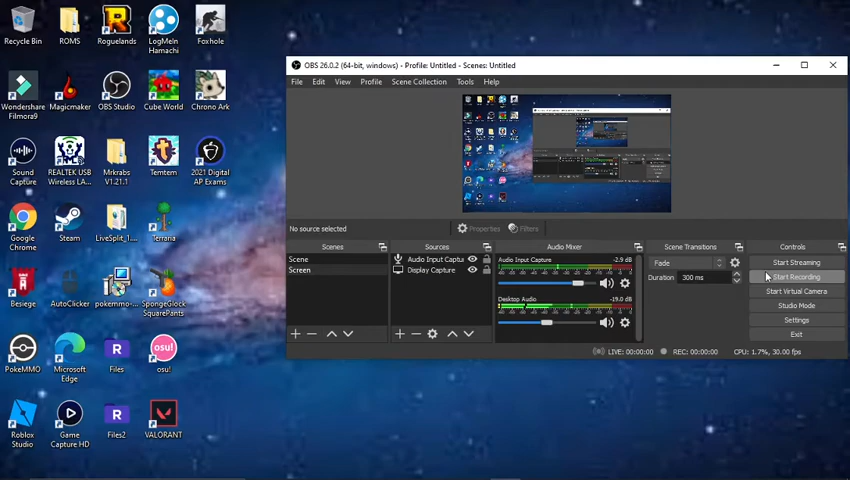 Recycle Bin
ROMS
Roguelands
LogMeIn
Hamachi
Foxhole
Wondershare
Filmora9
Magicmaker
OBS Studio
Cube World
Chrono Ark
Sound
Capture
REALTEK USB
Wireless LA...
Mrkrabs
V1.21.1
Temtem
2021 Digital
AP Exams
Google
Chrome
Steam
LiveSplit_1....
Terraria
Besiege
AutoClicker
pokemmo-...
SpongeGlock
SquarePants
PokeMMO
Microsoft
Edge
Files
osu!
Roblox
Studio
Game
Capture HD
Files2
VALORANT
OBS 26.0.2 (64-bit, windows) - Profile: Untitled - Scenes: Untitled
File Edit View Profile Scene Collection Tools Help
No source selected
Properties Filters
Scenes
Scene
Screen
Sources
Audio Input Captu
Display Capture
Audio Mixer
Audio Input Capture -2.9 dB
Desktop Audio -19.0 dB
Scene Transitions
Fade
Duration 300 ms
Controls
Start Streaming
Start Recording
Start Virtual Camera
Studio Mode
Settings
Exit
LIVE: 00:00:00 REC: 00:00:00 CPU: 1.7%, 30.00 fps